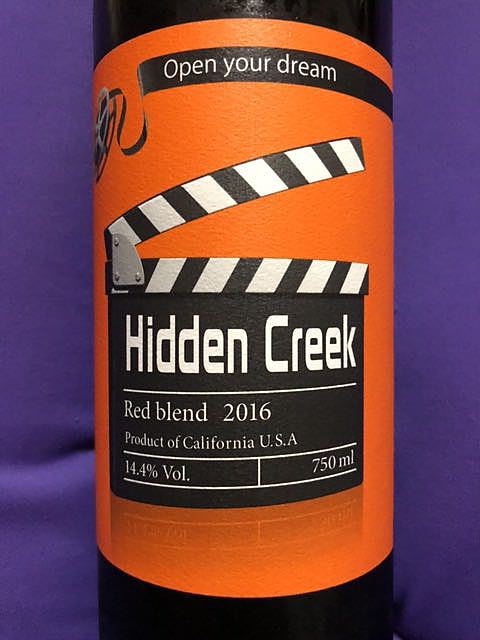 Open your dream
Hidden Creek
Red blend 2016
Product of California U.S.A
14.4% Vol.
750 ml